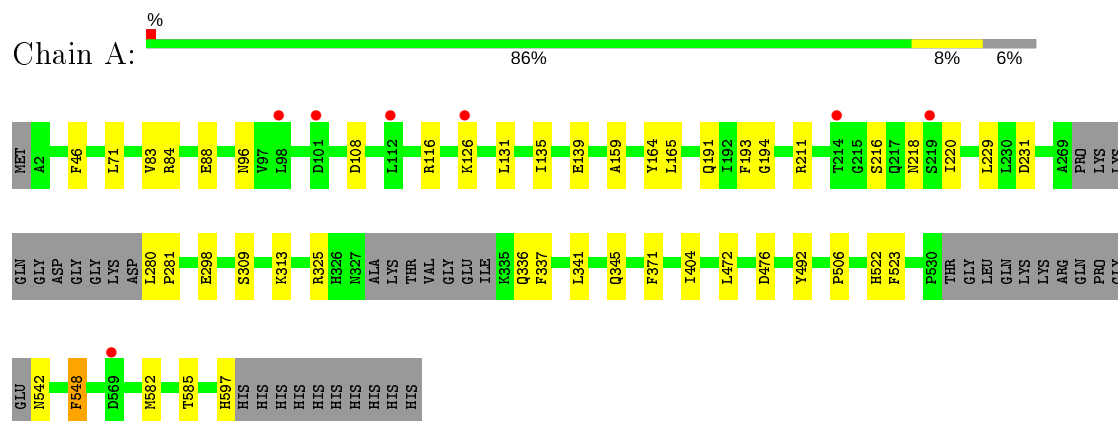 %
Chain A:
86% 8% 6%
MET A2 F46 L71 V83 R84 E88 N96 V97 L98 D101 D108 L112 R116 K126 L131 I135 E139 A159 Y164 L165 Q191 I192 F193 G194 R211 T214 G215 S216 Q217 N218 S219 I220 L229 L230 D231 A269 PRO LYS LYS
GLN GLY ASP GLY GLY LYS ASP L280 P281 E298 S309 K313 R325 H326 N327 ALA LYS THR VAL GLY GLU ILE K335 Q336 F337 L341 Q345 F371 I404 L472 D476 Y492 P506 H522 F523 P530 THR GLY LEU GLN LYS LYS ARG GLN PRO GLY
GLU N542 F548 D569 M582 T585 H597 HIS HIS HIS HIS HIS HIS HIS HIS HIS